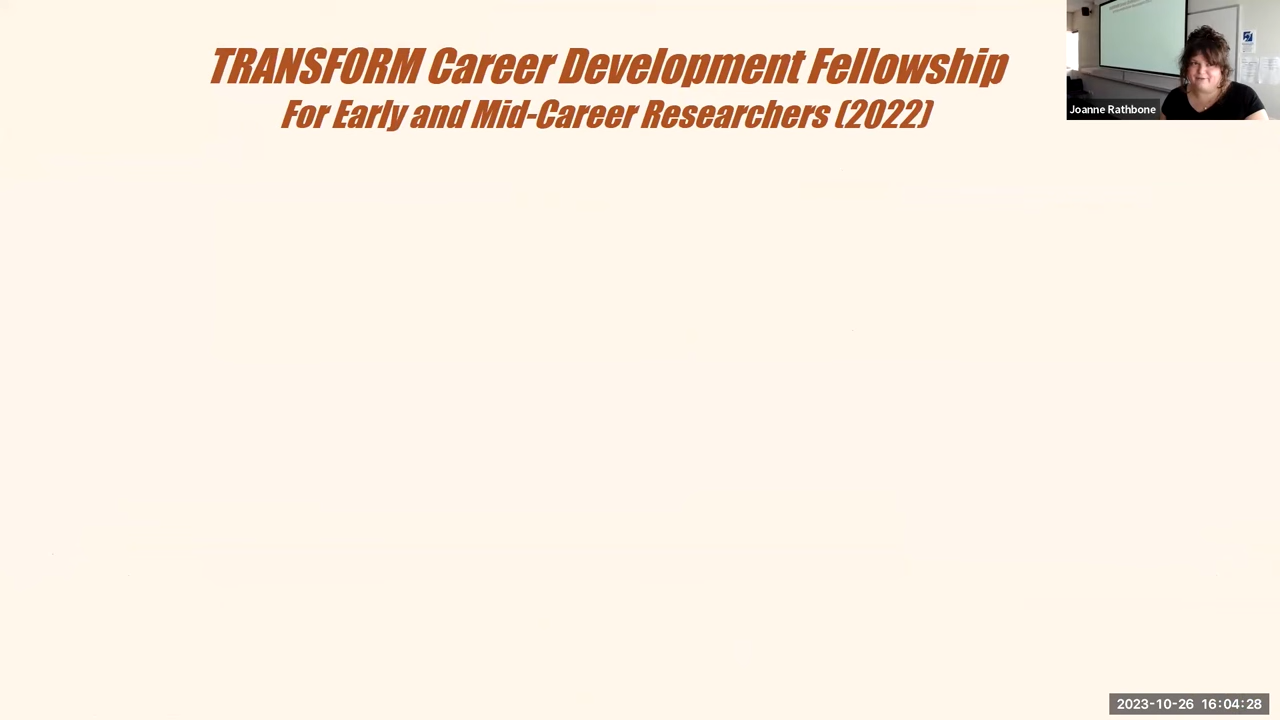 TRANSFORM Career Development Fellowship
For Early and Mid-Career Researchers (2022)
Joanne Rathbone
2023-10-26 16:04:28